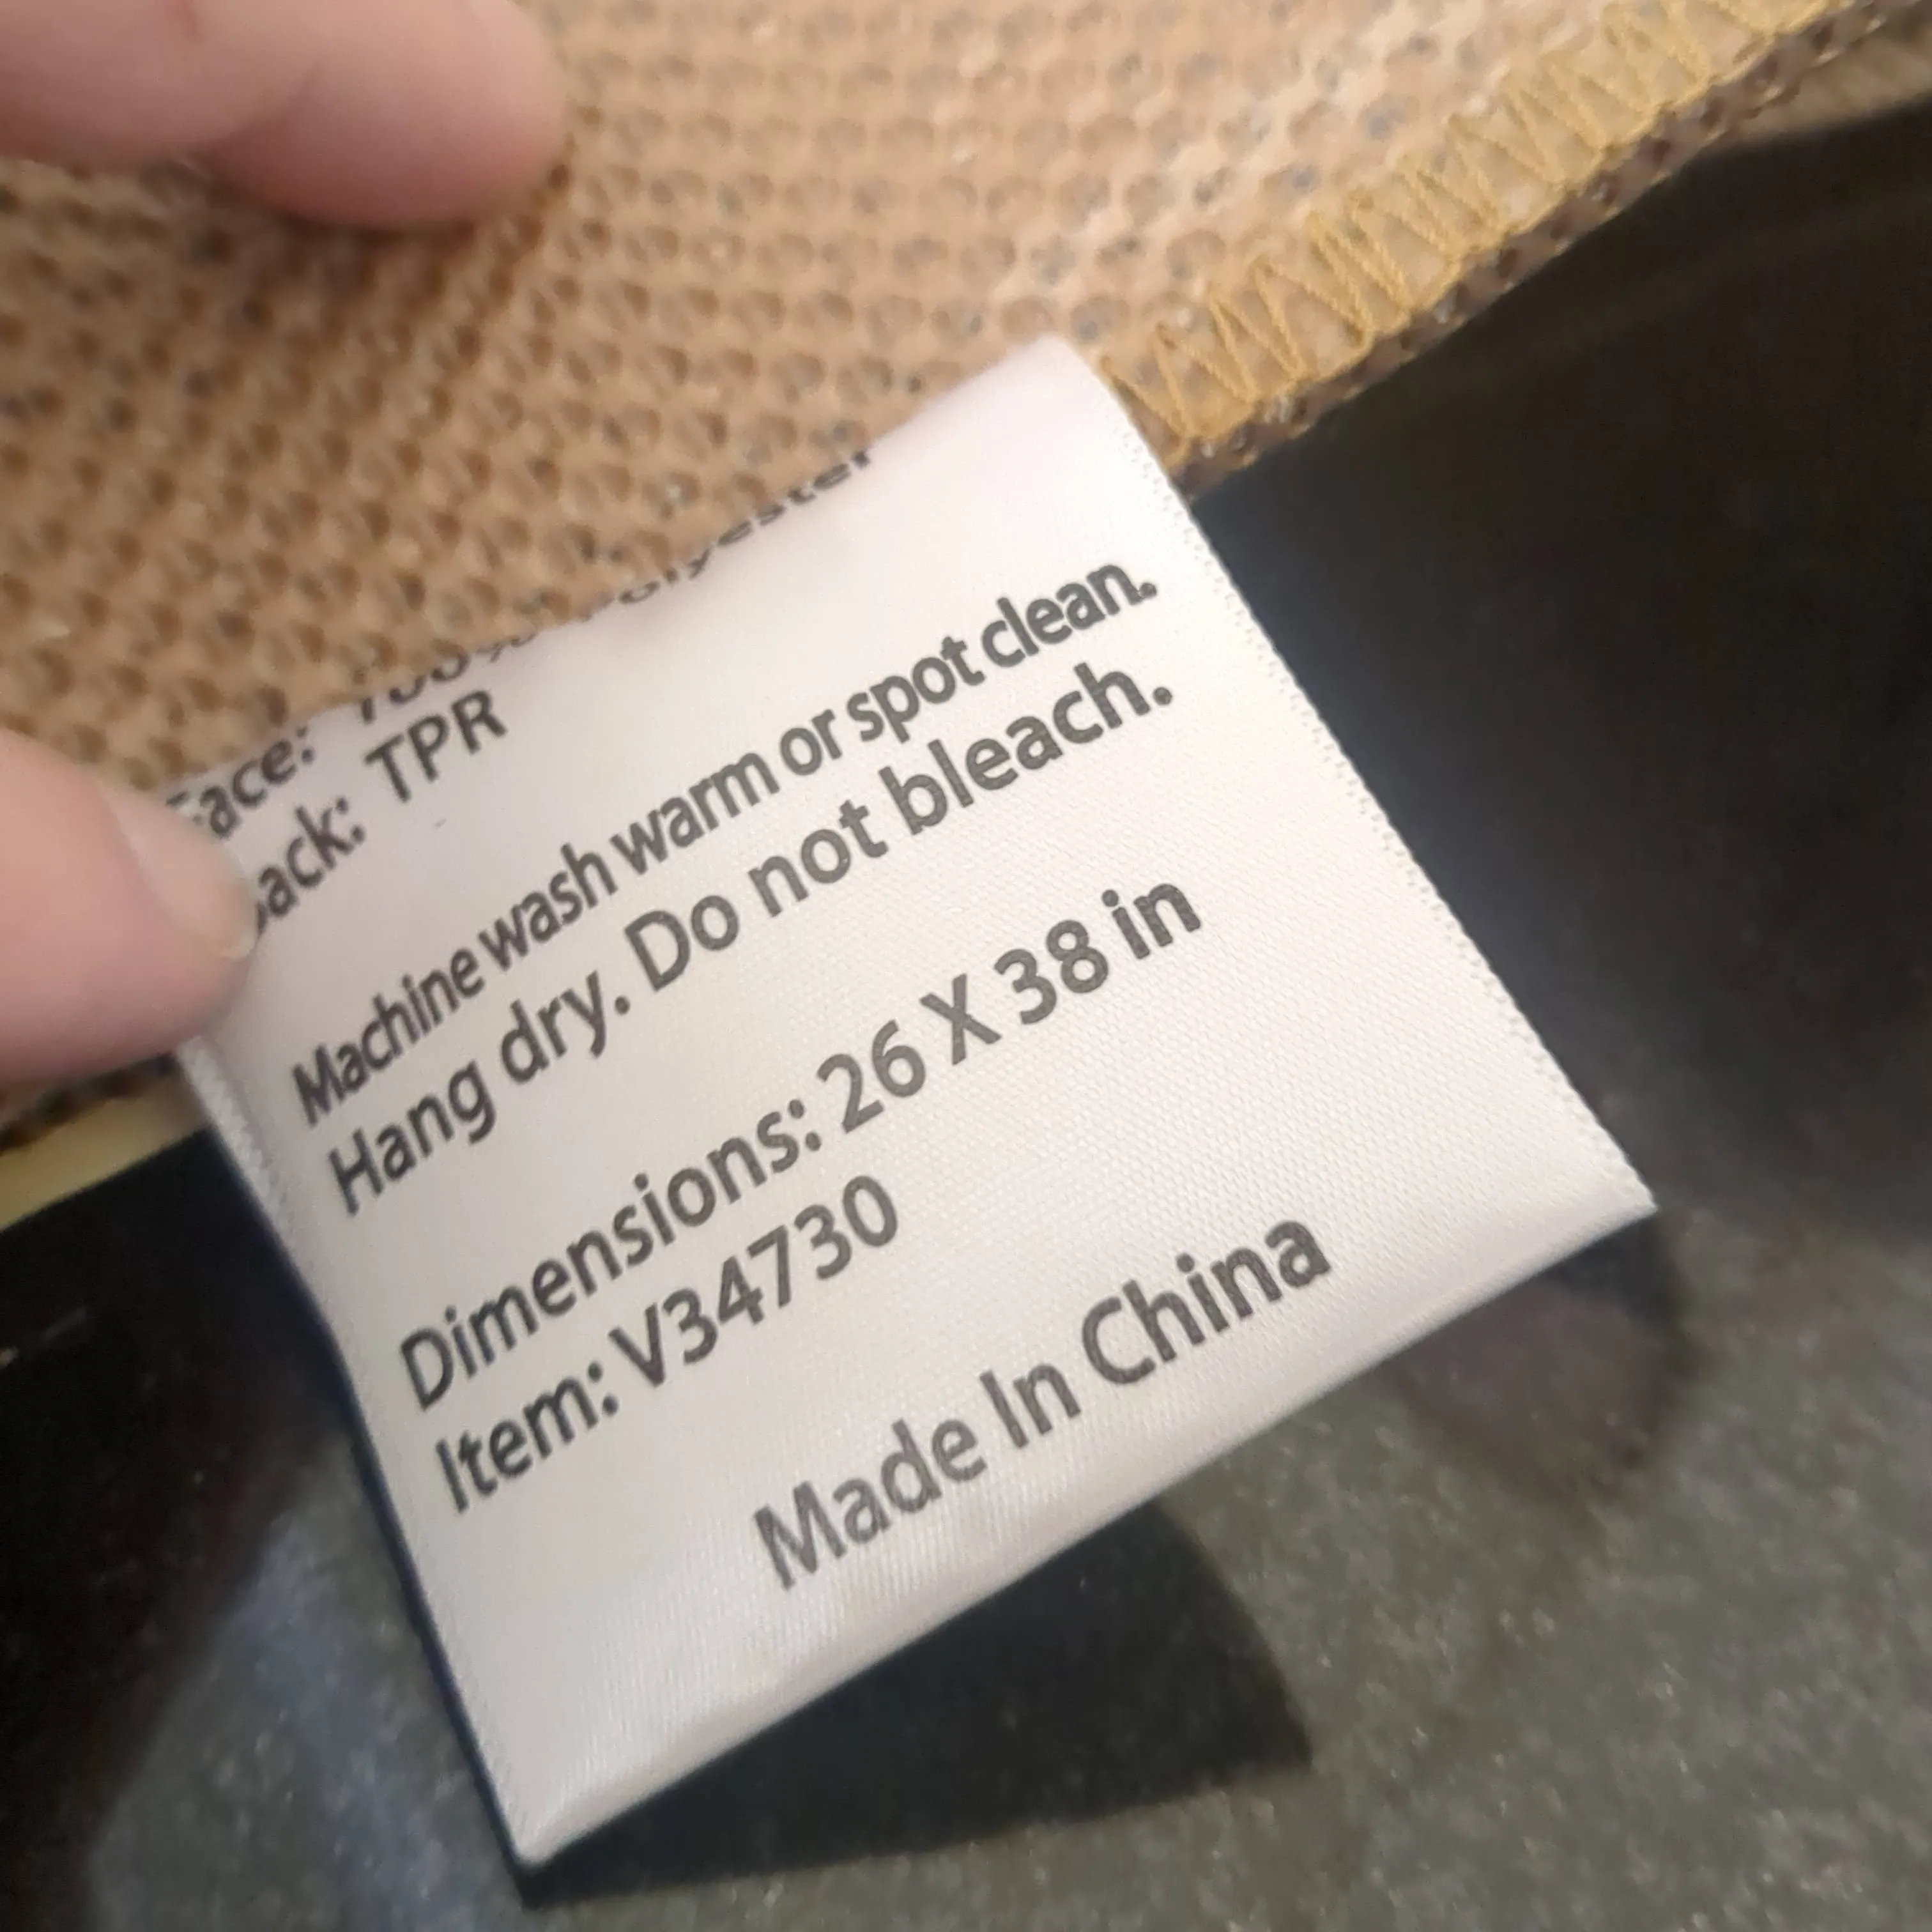 Face: 100% Polyester
Back: TPR
Machine wash warm or spot clean.
Hang dry. Do not bleach.
Dimensions: 26 X 38 in
Item: V34730
Made In China